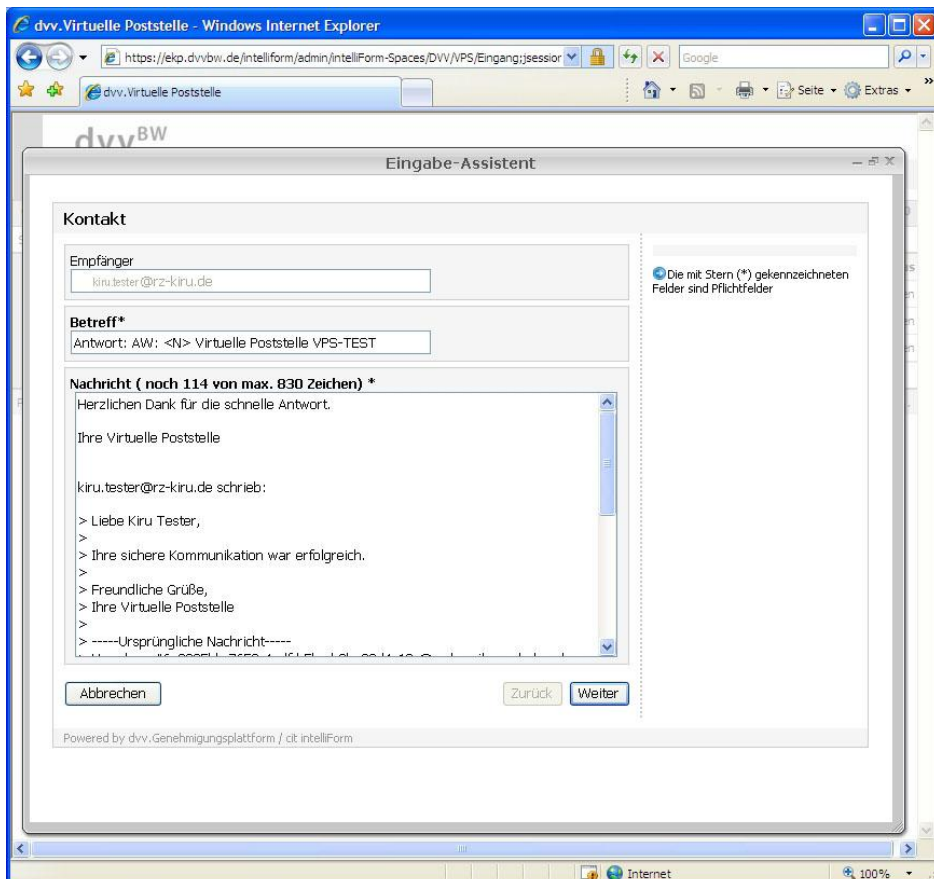 dvv.Virtuelle Poststelle - Windows Internet Explorer
https://ekp.dvvbw.de/intelliform/admin/intelliForm-Spaces/DVV/VPS/Eingang;jsession
Google
dvv.Virtuelle Poststelle
Seite
Extras
dvv BW
Eingabe-Assistent
Kontakt
Empfänger
kiru.tester@rz-kiru.de
Die mit Stern (*) gekennzeichneten
Felder sind Pflichtfelder
Betreff*
Antwort: AW: <N> Virtuelle Poststelle VPS-TEST
Nachricht ( noch 114 von max. 830 Zeichen) *
Herzlichen Dank für die schnelle Antwort.
Ihre Virtuelle Poststelle
kiru.tester@rz-kiru.de schrieb:
> Liebe Kiru Tester,
>
> Ihre sichere Kommunikation war erfolgreich.
>
> Freundliche Grüße,
> Ihre Virtuelle Poststelle
>
> -----Ursprüngliche Nachricht-----
Abbrechen
Zurück
Weiter
Powered by dvv.Genehmigungsplattform / cit intelliForm
Internet
100%